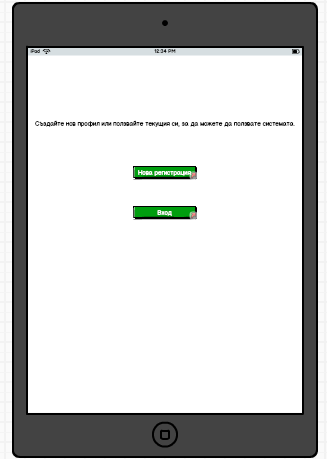 iPad 12:34 PM
Създайте нов профил или ползвайте текущия си, за да можете да ползвате системата.
Нова регистрация
Вход